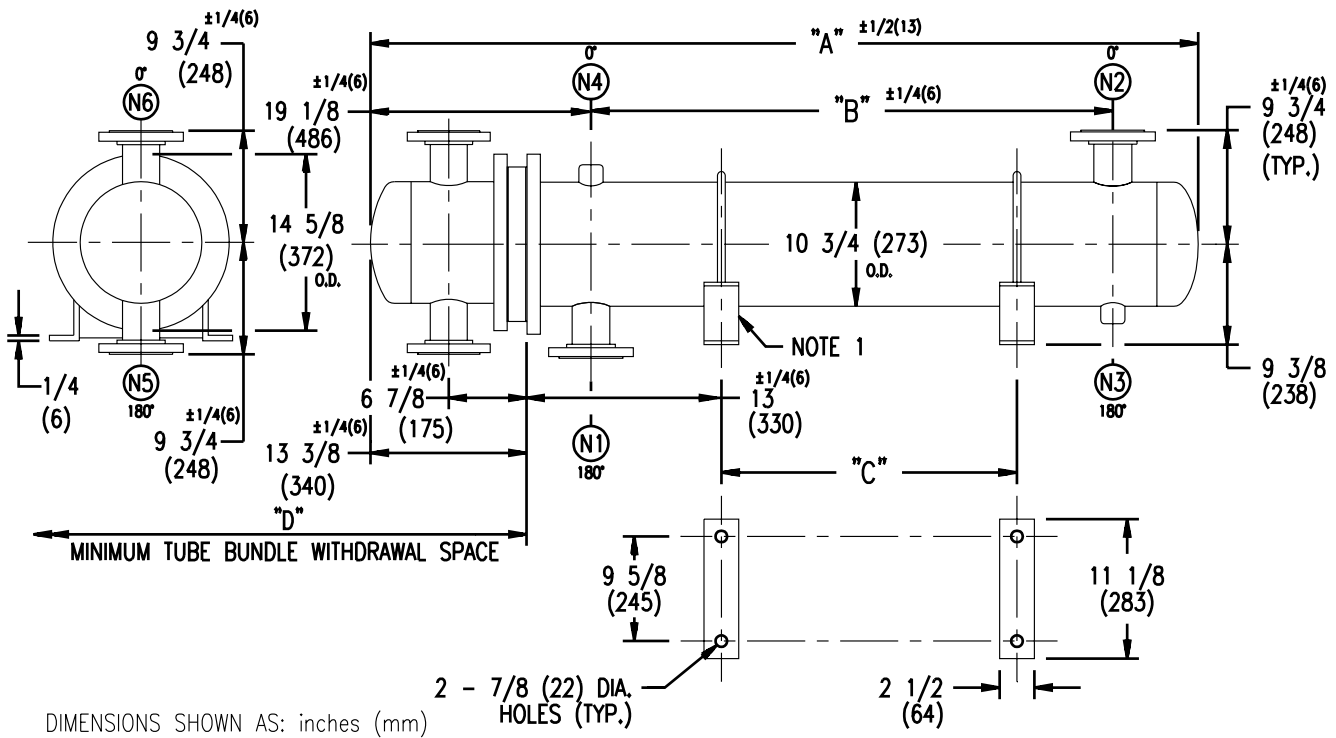 ±1/4(6)
9 3/4
(248)
0°
N6
±1/4(6)
19 1/8
(486)
"A" ±1/2(13)
0°
N4
"B" ±1/4(6)
0°
N2
±1/4(6)
9 3/4
(248)
(TYP.)
14 5/8
(372)
O.D.
10 3/4 (273)
O.D.
NOTE 1
1/4
(6)
N5
180°
±1/4(6)
9 3/4
(248)
±1/4(6)
6 7/8
(175)
±1/4(6)
13 3/8
(340)
N1
180°
±1/4(6)
13
(330)
N3
180°
9 3/8
(238)
"C"
"D"
MINIMUM TUBE BUNDLE WITHDRAWAL SPACE
9 5/8
(245)
11 1/8
(283)
2 - 7/8 (22) DIA.
HOLES (TYP.)
2 1/2
(64)
DIMENSIONS SHOWN AS: inches (mm)